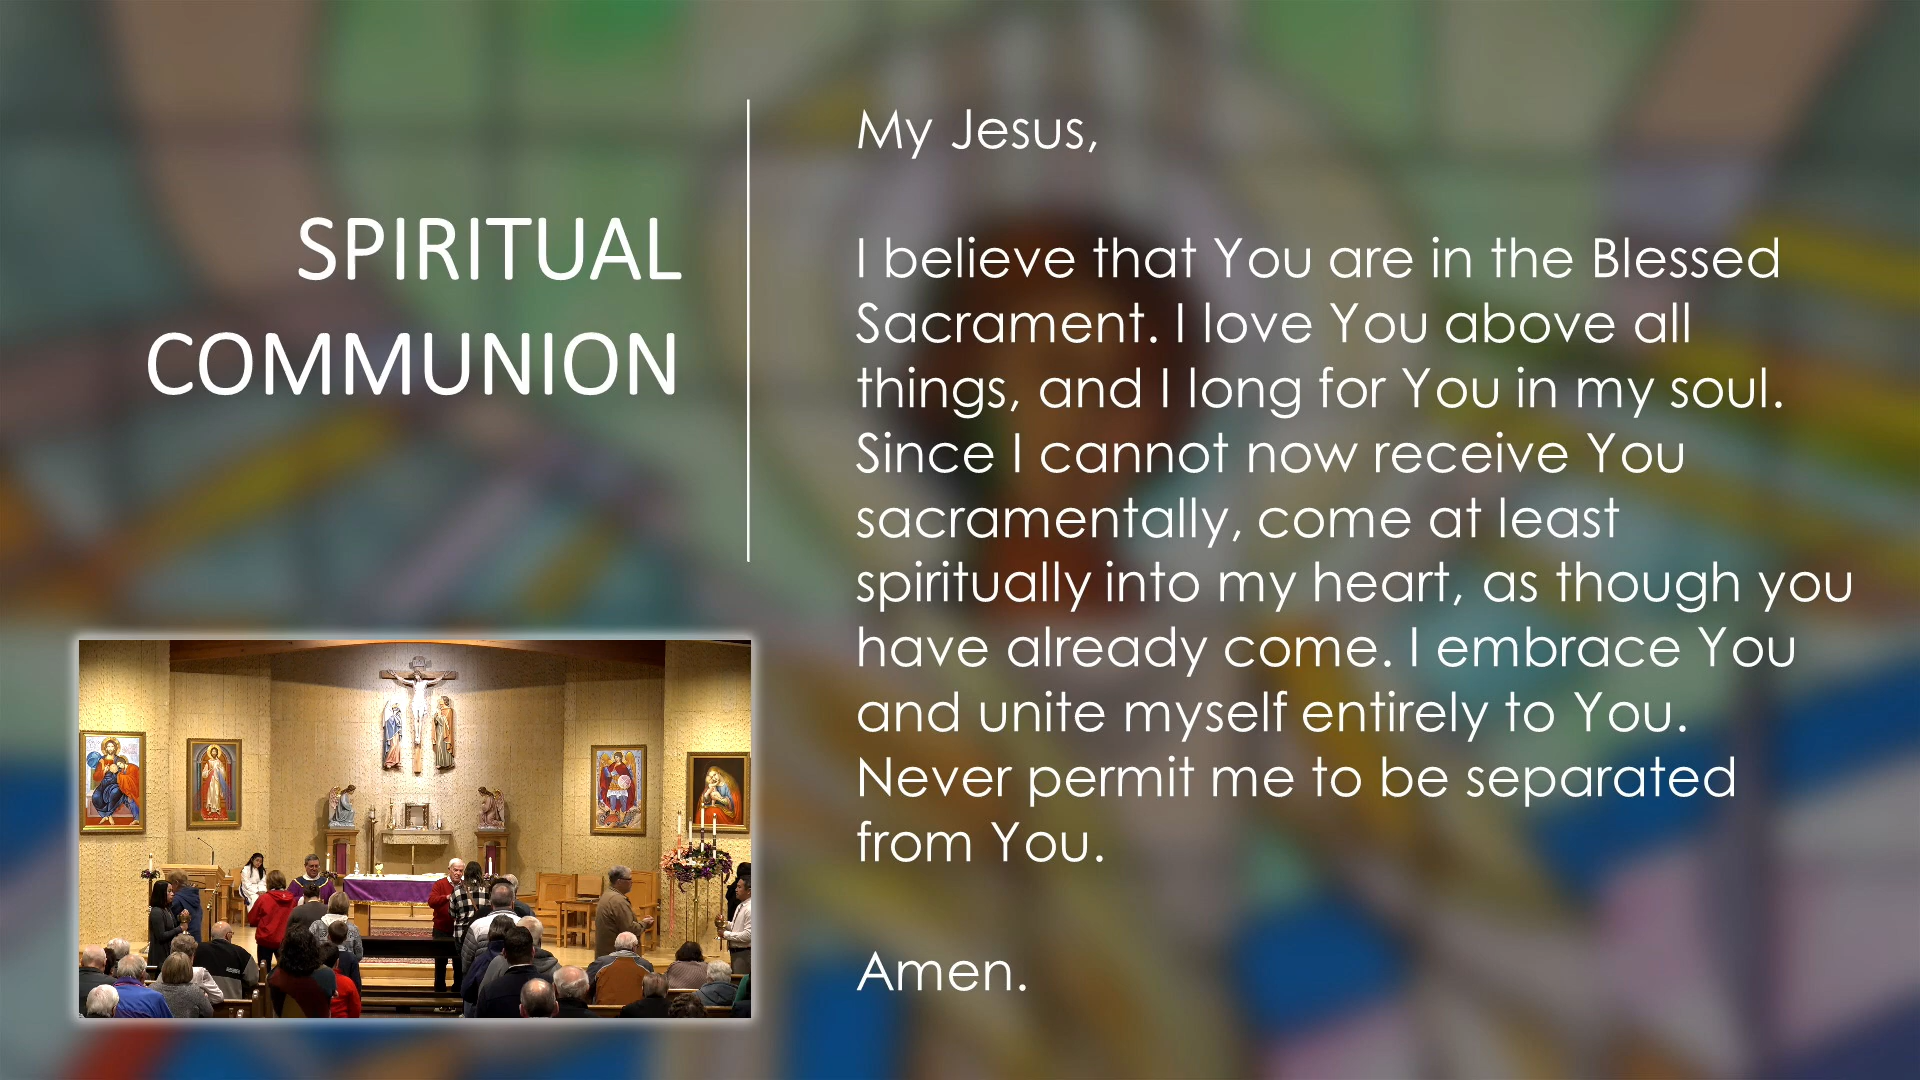 SPIRITUAL
COMMUNION
My Jesus,
I believe that You are in the Blessed
Sacrament. I love You above all
things, and I long for You in my soul.
Since I cannot now receive You
sacramentally, come at least
spiritually into my heart, as though you
have already come. I embrace You
and unite myself entirely to You.
Never permit me to be separated
from You.
Amen.